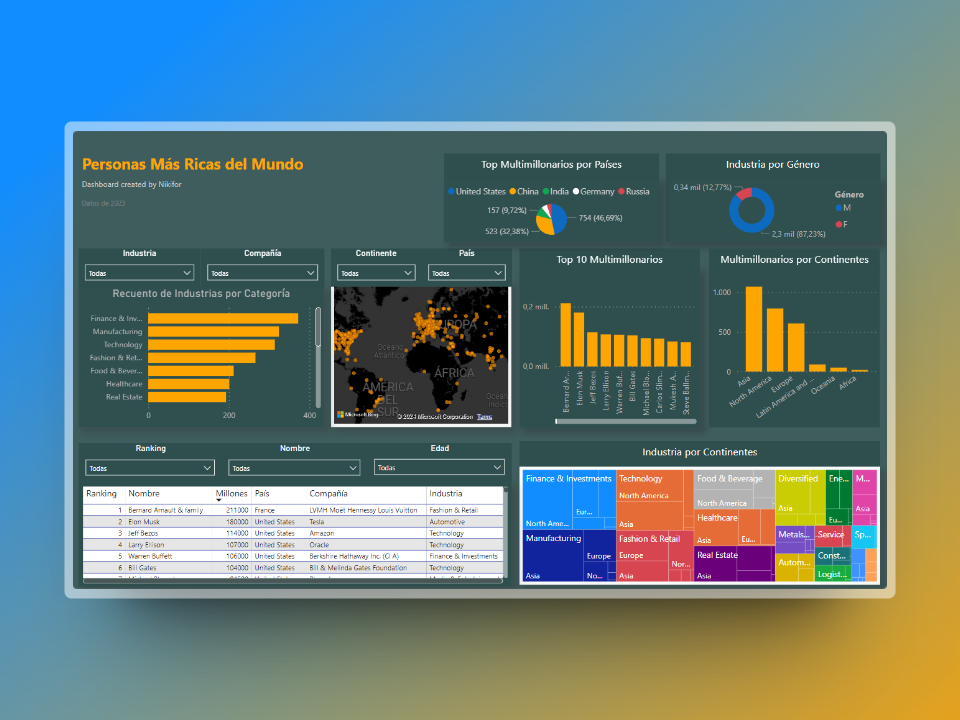 Personas Más Ricas del Mundo
Dashboard created by Nikifor
Datos de 2023
Top Multimillonarios por Países
United States China India Germany Russia
157 (9,72%)
754 (46,69%)
523 (32,38%)
Industria por Género
0,34 mil (12,77%)
2,3 mil (87,23%)
Género
M
F
Industria
Todas
Compañía
Todas
Continente
Todas
País
Todas
Recuento de Industrias por Categoría
Finance & Inv...
Manufacturing
Technology
Fashion & Ret...
Food & Bever...
Healthcare
Real Estate
0 200 400
EUROPA
Oceano
Atlántico
ÁFRICA
AMÉRICA
DEL
SUR
Microsoft Bing
© 2023 Microsoft Corporation Terms
Top 10 Multimillonarios
0,2 mill.
0,0 mill.
Bernard A...
Elon Musk
Jeff Bezos
Larry Ellison
Warren Buf...
Bill Gates
Michael Blo...
Carlos Slim...
Mukesh A...
Steve Ballm...
Multimillonarios por Continentes
1.000
500
0
Asia
North America
Europe
Latin America and ...
Oceania
Africa
Ranking
Todas
Nombre
Todas
Edad
Todas
Ranking Nombre Millones País Compañía Industria
1 Bernard Arnault & family 211000 France LVMH Moët Hennessy Louis Vuitton Fashion & Retail
2 Elon Musk 180000 United States Tesla Automotive
3 Jeff Bezos 114000 United States Amazon Technology
4 Larry Ellison 107000 United States Oracle Technology
5 Warren Buffett 106000 United States Berkshire Hathaway Inc. (Cl A) Finance & Investments
6 Bill Gates 104000 United States Bill & Melinda Gates Foundation Technology
Industria por Continentes
Finance & Investments
North Ame...
Eur...
Manufacturing
Asia
Europe
No...
Technology
North America
Asia
Fashion & Retail
Europe
Asia
Nor...
Food & Beverage
North America
Healthcare
Asia
Eu...
Real Estate
Asia
Diversified
Asia
Ene...
Eu...
M...
Asia
Metals...
Service
Sp...
Autom...
Const...
Logist...